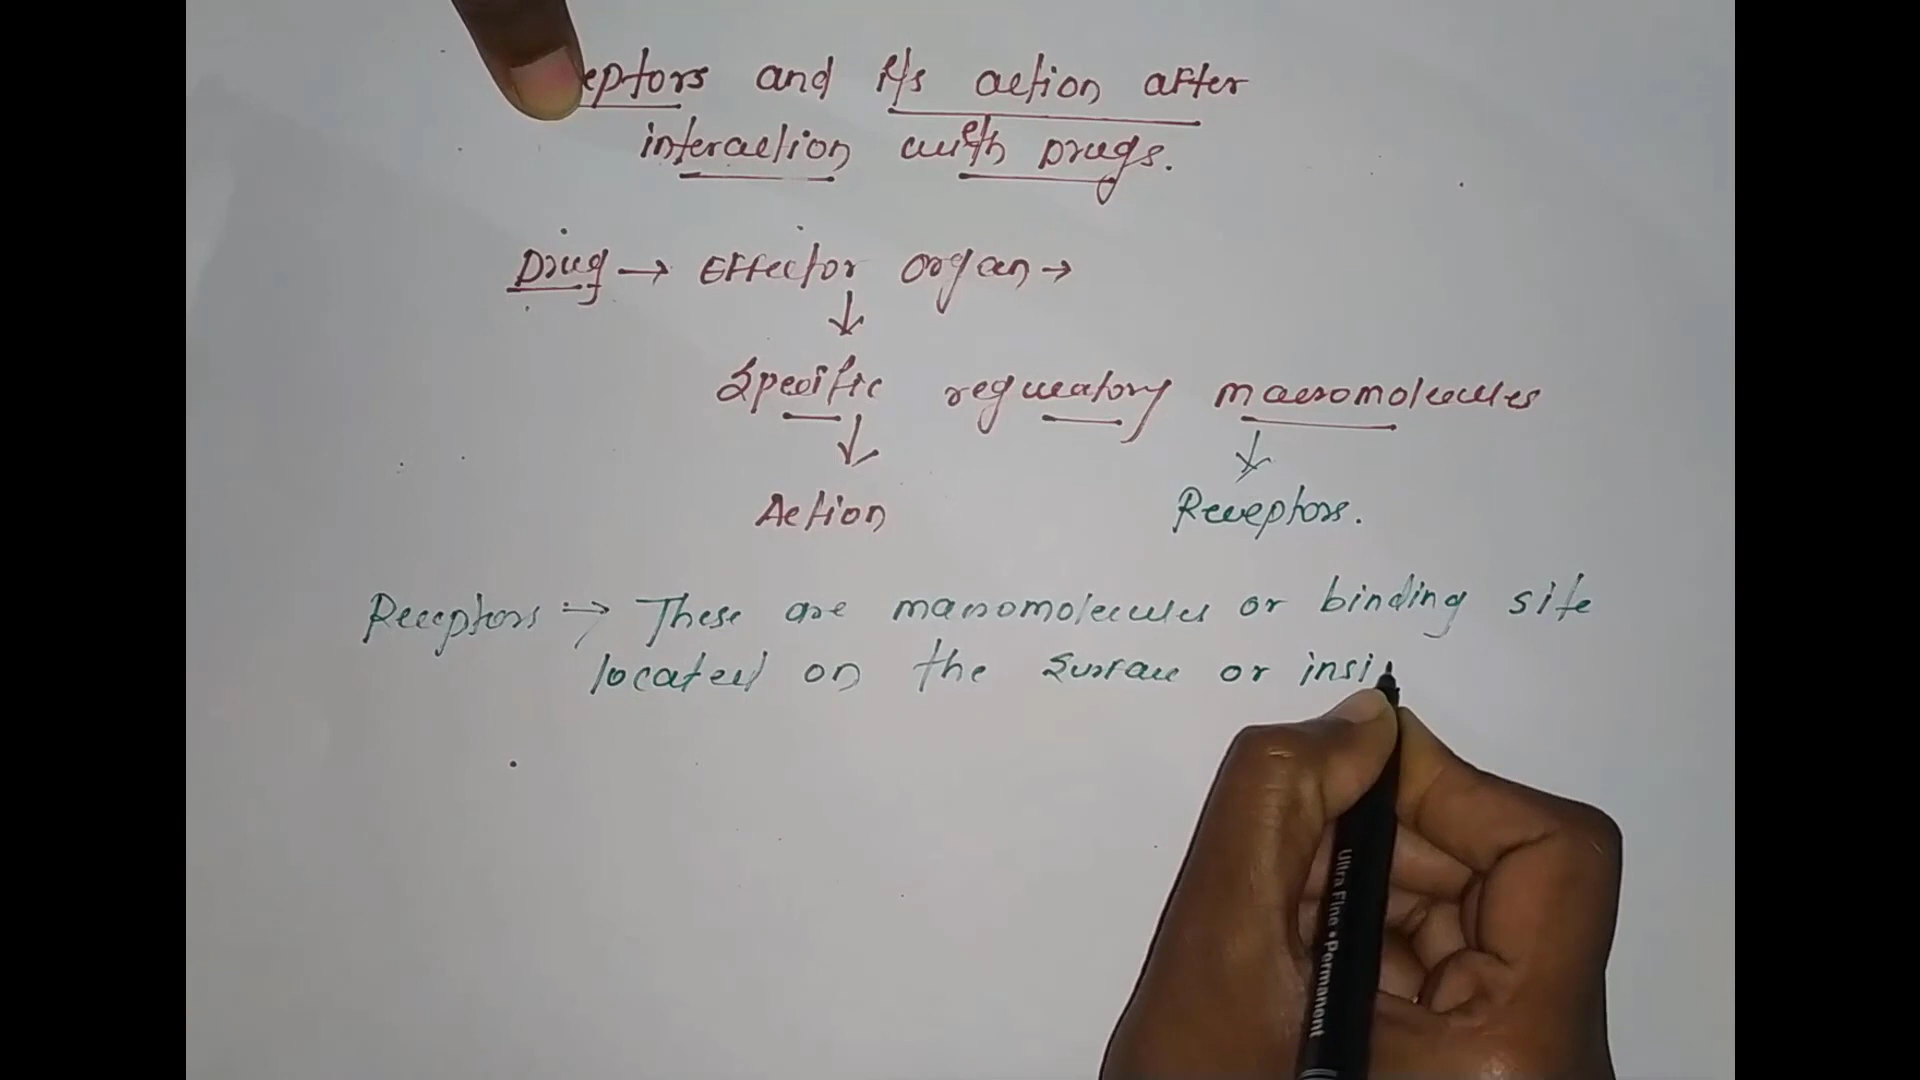 eptors and its action after
interaction with Drugs.
Drug → Effector organ →
↓
Specific regulatory macromolecules
↓ ↓
Action Receptors.
Receptors → These are macromolecules or binding site
located on the surface or insi
Ultra Fine • Permanent